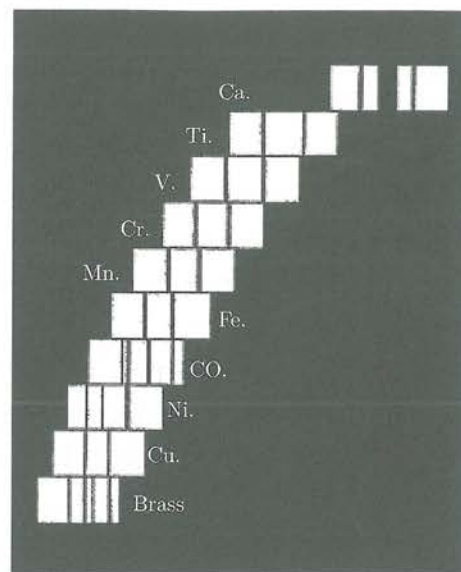 Ca.
Ti.
V.
Cr.
Mn.
Fe.
CO.
Ni.
Cu.
Brass